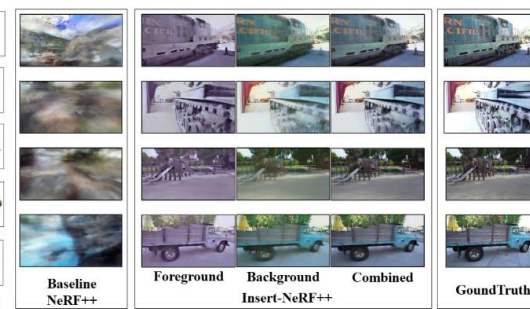 Foreground Background Combined
Baseline
NeRF++
Insert-NeRF++
GoundTruth